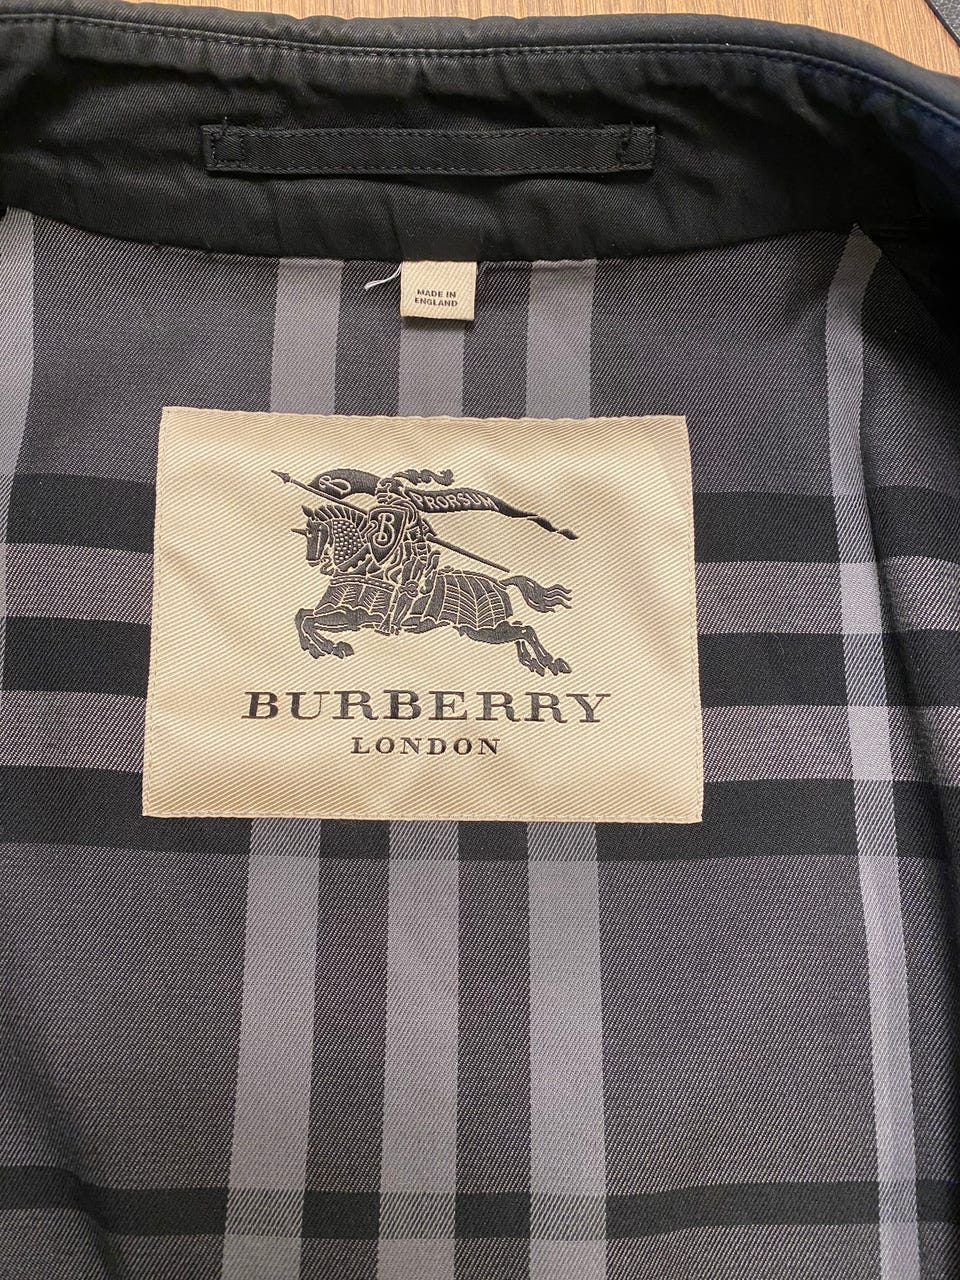 MADE IN
ENGLAND
B PRORSUM
B
BURBERRY
LONDON